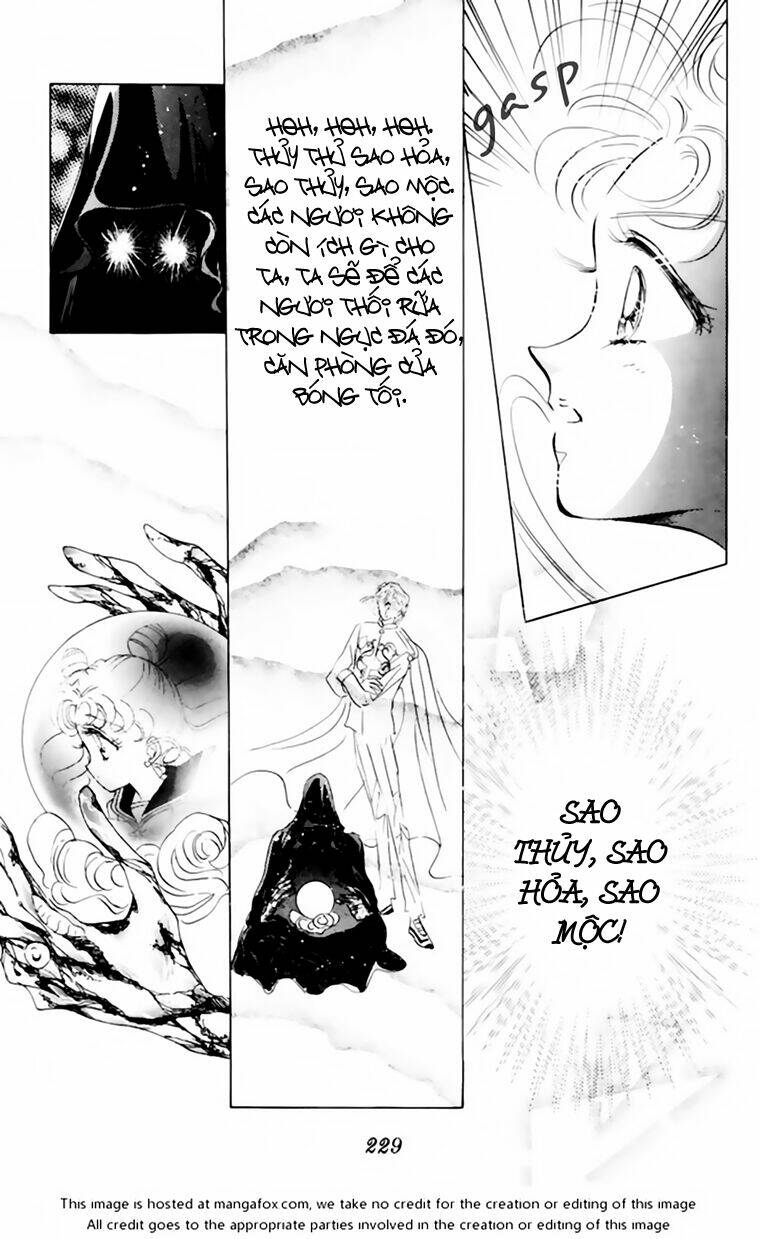 gasp
HEH, HEH, HEH.
THỦY THỦ SAO HỎA,
SAO THỦY, SAO MỘC.
CÁC NGƯƠI KHÔNG
CÒN ÍCH GÌ CHO
TA, TA SẼ ĐỂ CÁC
NGƯƠI THỐI RỮA
TRONG NGỤC ĐÁ ĐÓ,
CĂN PHÒNG CỦA
BÓNG TỐI.
SAO
THỦY, SAO
HỎA, SAO
MỘC!
229
This image is hosted at mangafox.com, we take no credit for the creation or editing of this image
All credit goes to the appropriate parties involved in the creation or editing of this image